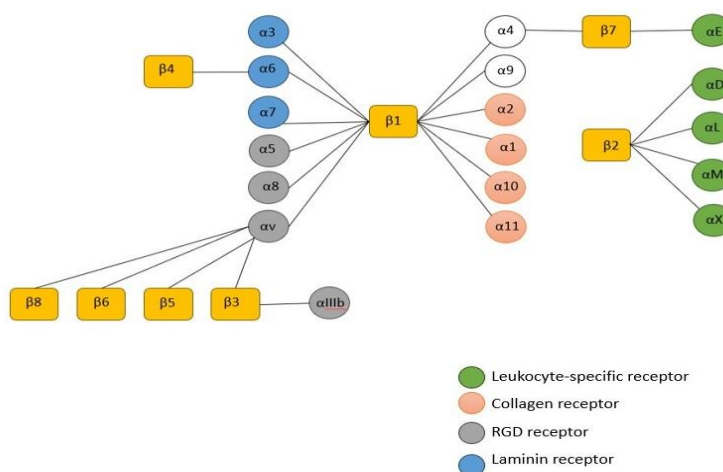 α3
α4
β7
αE
β4
α6
α9
αD
α7
β1
α2
αL
α5
α1
β2
α8
α10
αM
αv
α11
αX
β8
β6
β5
β3
αIIIb
Leukocyte-specific receptor
Collagen receptor
RGD receptor
Laminin receptor